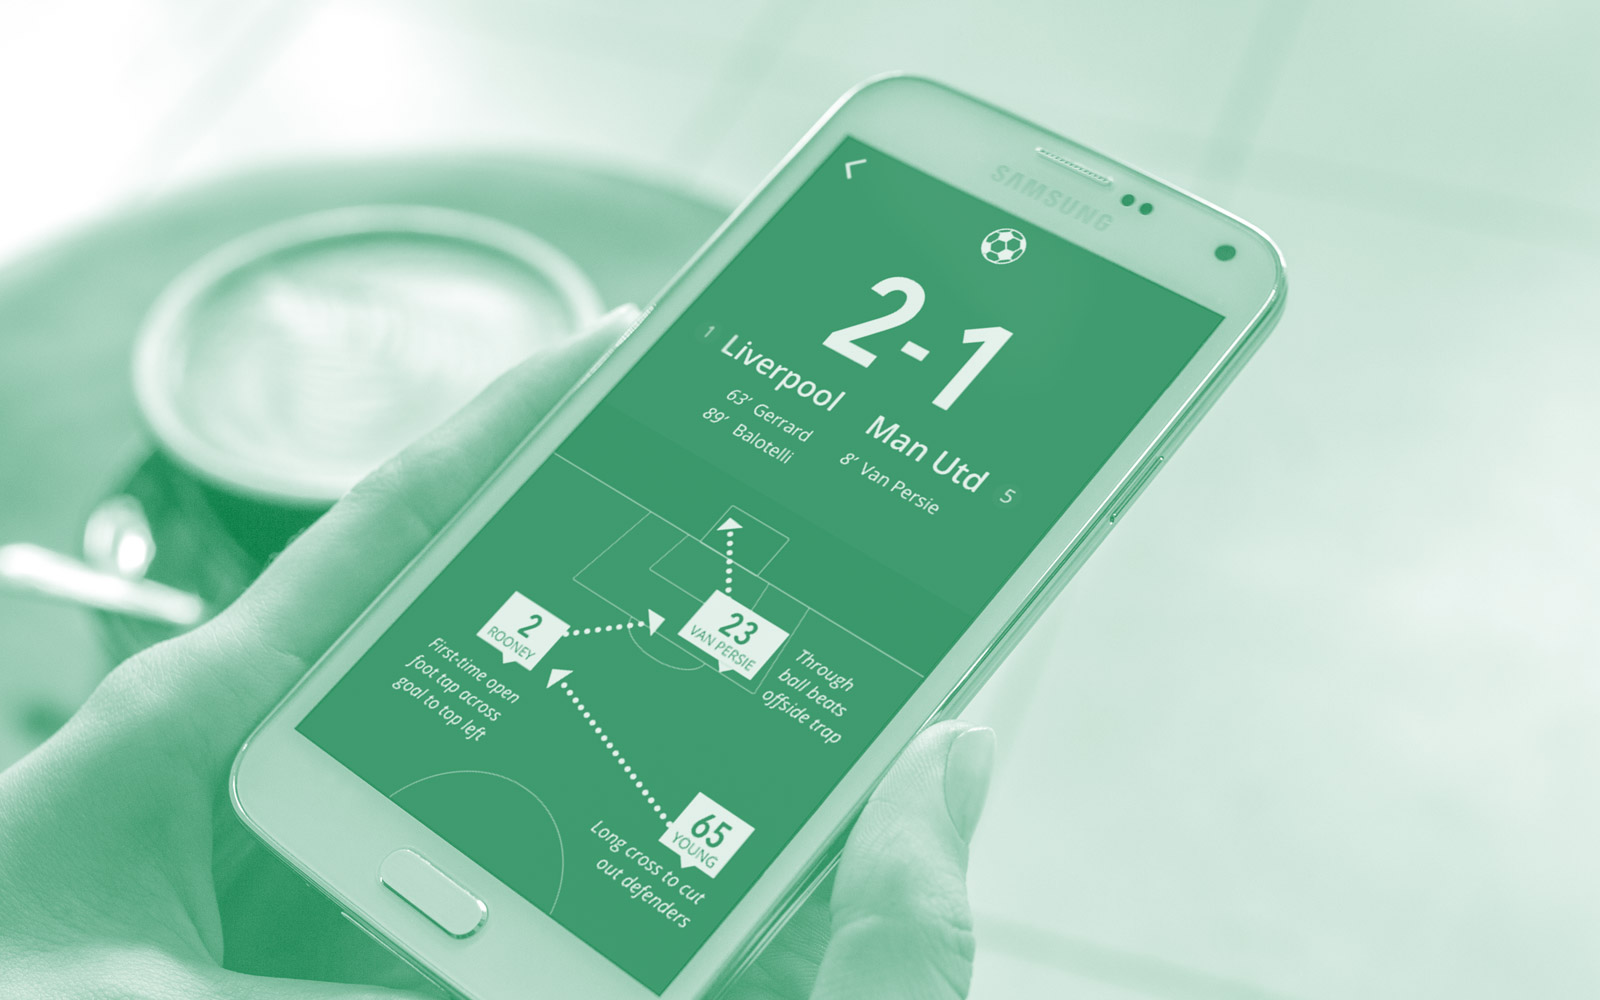 SAMSUNG
2-1
1 Liverpool
63' Gerrard
89' Balotelli
Man Utd 5
8' Van Persie
2
ROONEY
First-time open
foot tap across
goal to top left
23
VAN PERSIE
Through
ball beats
offside trap
65
YOUNG
Long cross to cut
out defenders